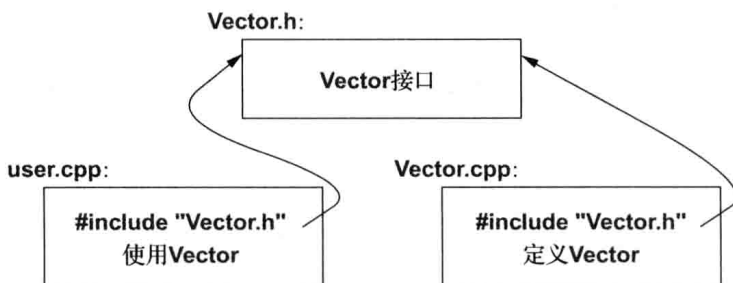 Vector.h:
Vector接口
user.cpp:
Vector.cpp:
#include "Vector.h"
使用Vector
#include "Vector.h"
定义Vector